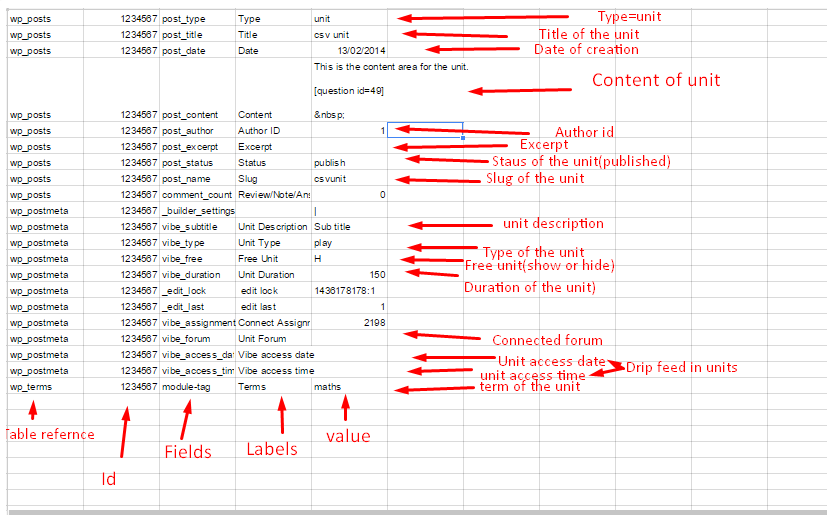 wp_posts 1234567 post_type Type unit Type=unit
wp_posts 1234567 post_title Title csv unit Title of the unit
wp_posts 1234567 post_date Date 13/02/2014 Date of creation
This is the content area for the unit.
[question id=49] Content of unit
wp_posts 1234567 post_content Content &nbsp;
wp_posts 1234567 post_author Author ID 1 Author id
wp_posts 1234567 post_excerpt Excerpt Excerpt
wp_posts 1234567 post_status Status publish Staus of the unit(published)
wp_posts 1234567 post_name Slug csvunit Slug of the unit
wp_posts 1234567 comment_count Review/Note/Ans 0
wp_postmeta 1234567 _builder_settings |
wp_postmeta 1234567 vibe_subtitle Unit Description Sub title unit description
wp_postmeta 1234567 vibe_type Unit Type play Type of the unit
wp_postmeta 1234567 vibe_free Free Unit H Free unit(show or hide)
wp_postmeta 1234567 vibe_duration Unit Duration 150 Duration of the unit)
wp_postmeta 1234567 _edit_lock edit lock 1436178178:1
wp_postmeta 1234567 _edit_last edit last 1
wp_postmeta 1234567 vibe_assignment Connect Assignr 2198
wp_postmeta 1234567 vibe_forum Unit Forum Connected forum
wp_postmeta 1234567 vibe_access_dat Vibe access date Unit access date
wp_postmeta 1234567 vibe_access_tim Vibe access time unit access time Drip feed in units
wp_terms 1234567 module-tag Terms maths term of the unit
Table refernce Id Fields Labels value